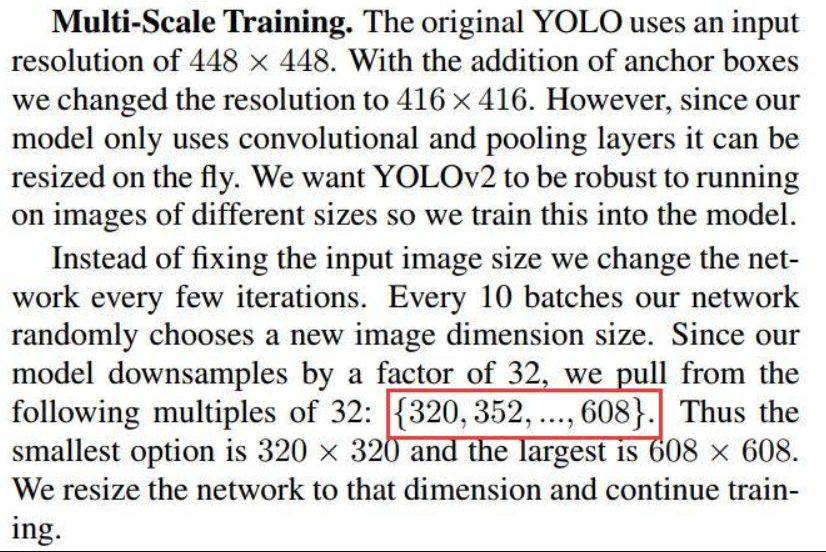 Multi-Scale Training. The original YOLO uses an input
resolution of 448 × 448. With the addition of anchor boxes
we changed the resolution to 416 × 416. However, since our
model only uses convolutional and pooling layers it can be
resized on the fly. We want YOLOv2 to be robust to running
on images of different sizes so we train this into the model.
Instead of fixing the input image size we change the net-
work every few iterations. Every 10 batches our network
randomly chooses a new image dimension size. Since our
model downsamples by a factor of 32, we pull from the
following multiples of 32: {320, 352, ..., 608}. Thus the
smallest option is 320 × 320 and the largest is 608 × 608.
We resize the network to that dimension and continue train-
ing.